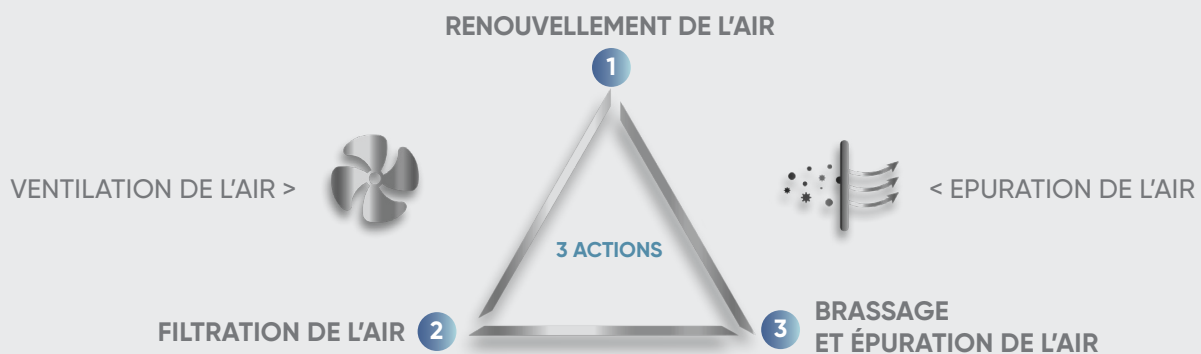 RENOUVELLEMENT DE L'AIR
1
VENTILATION DE L'AIR >
< EPURATION DE L'AIR
3 ACTIONS
FILTRATION DE L'AIR 2
3 BRASSAGE
ET ÉPURATION DE L'AIR